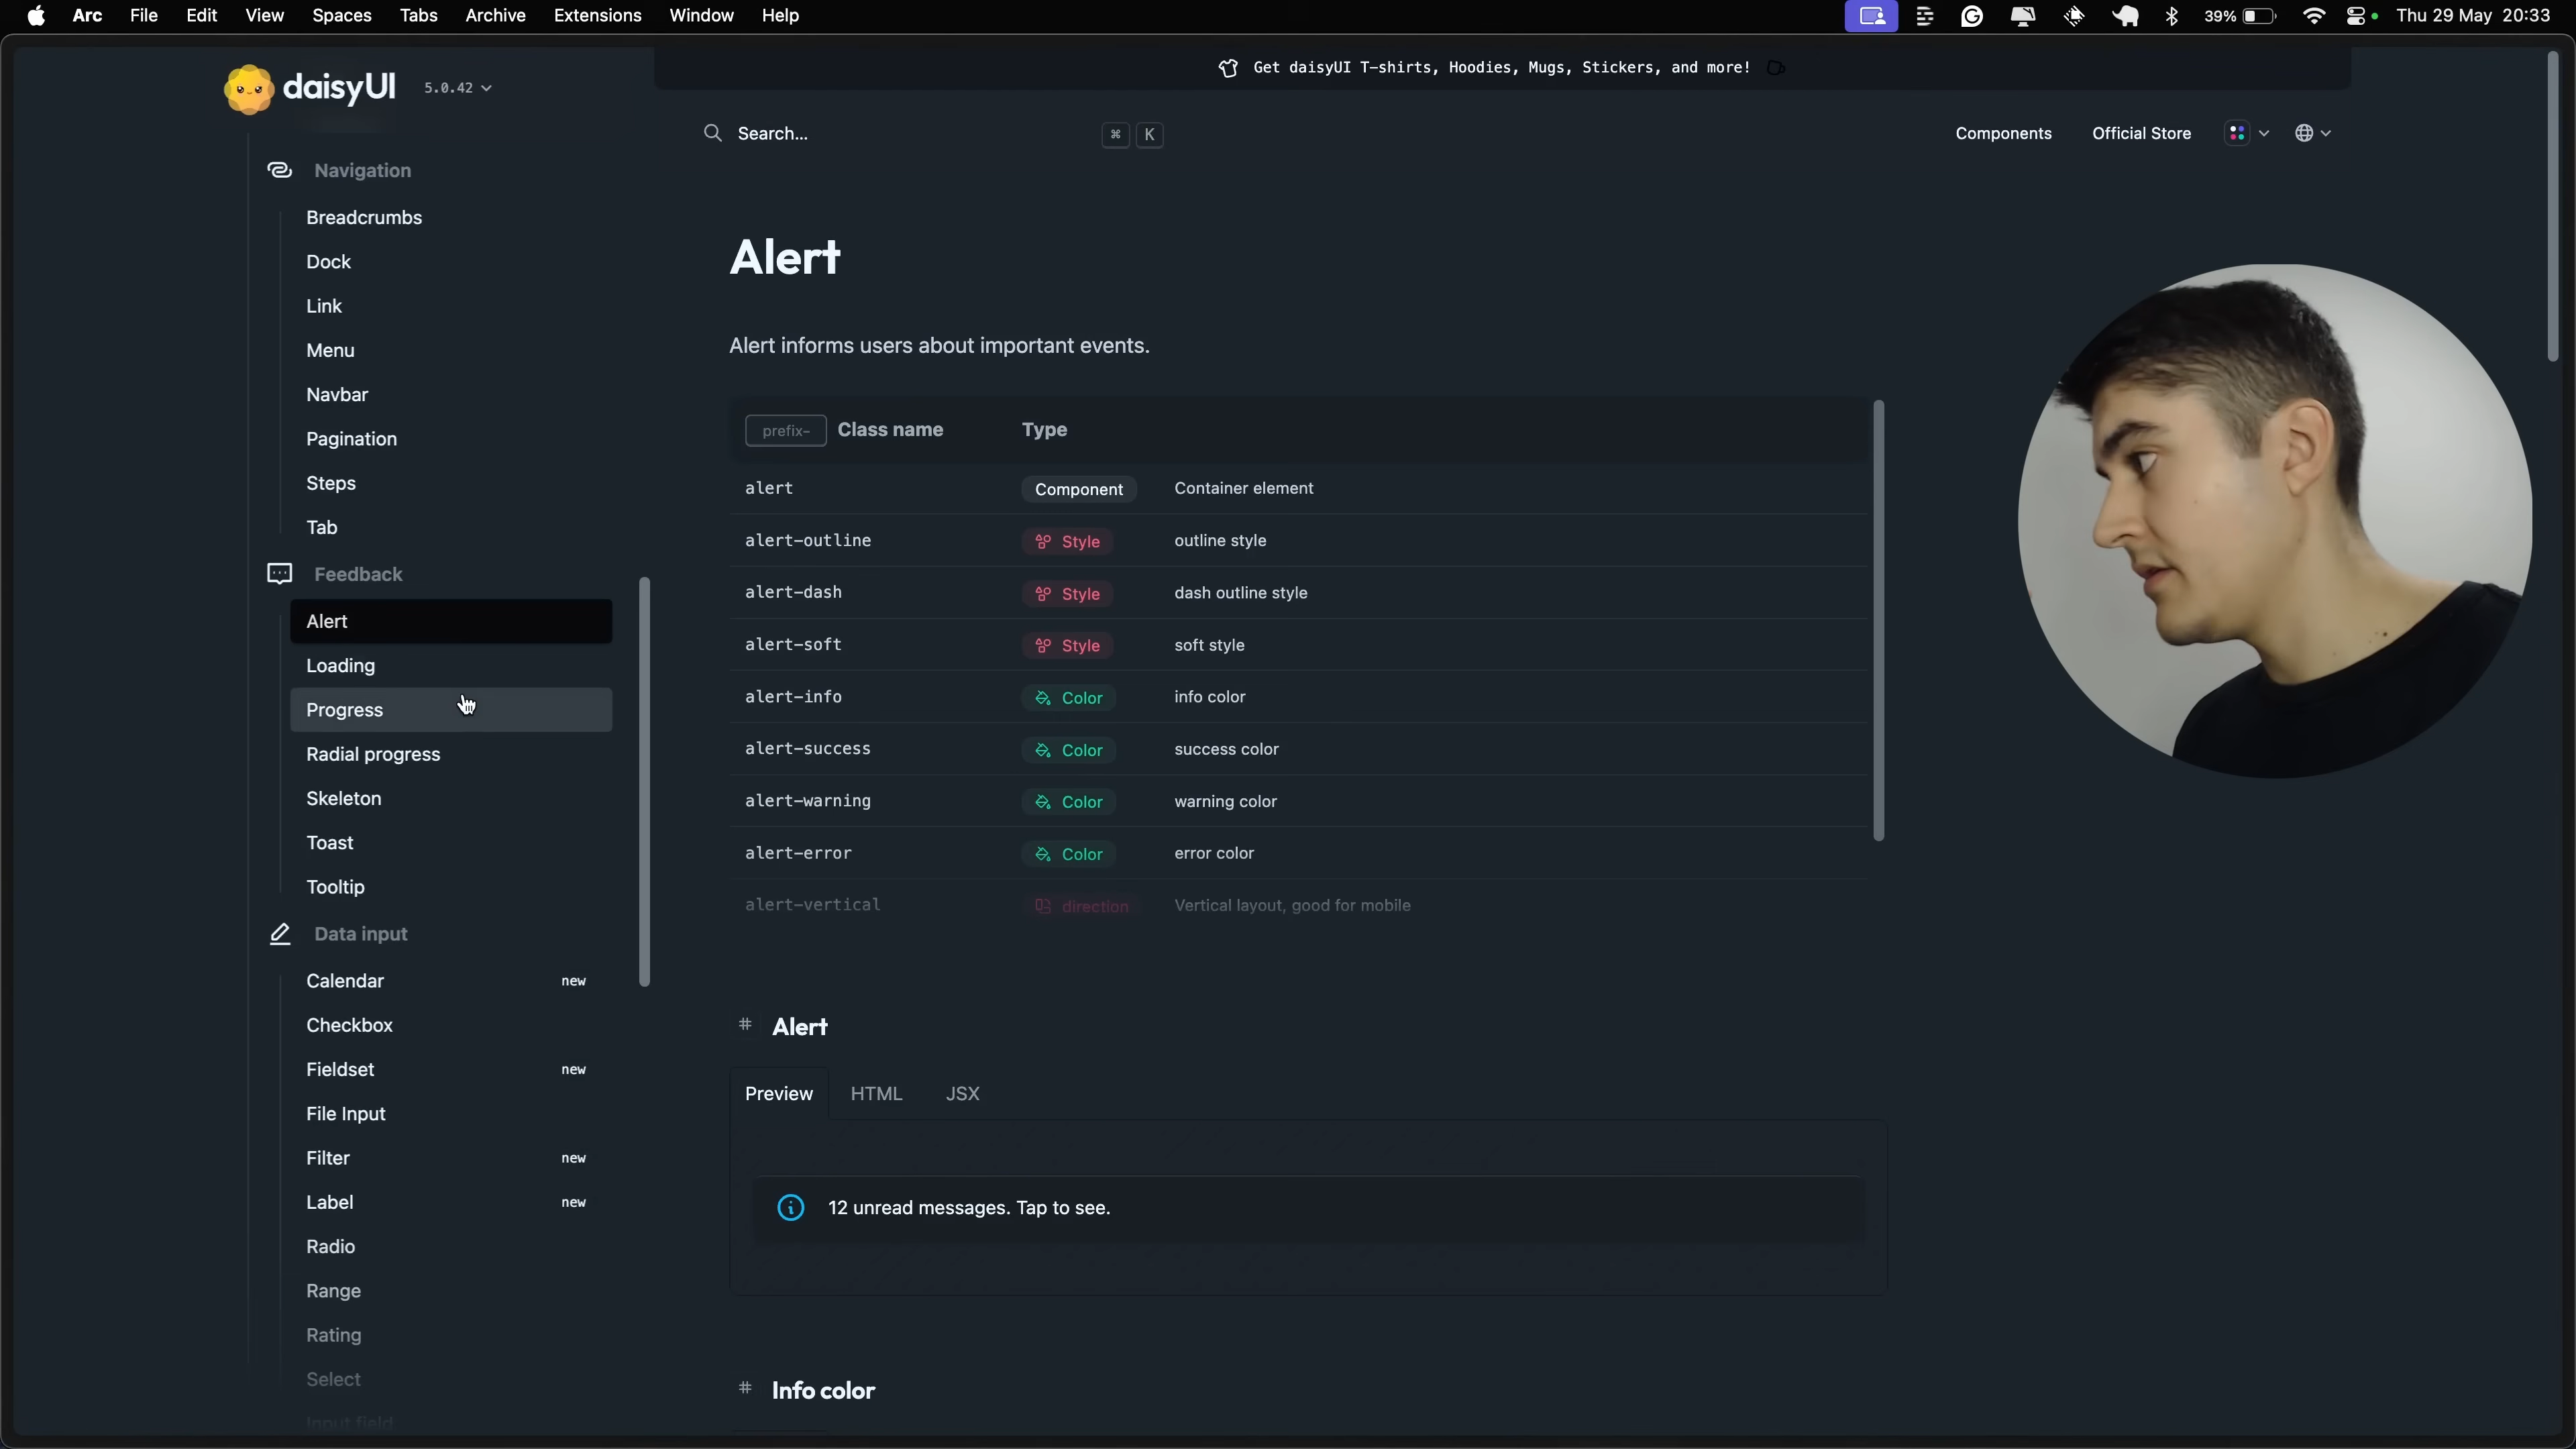 Arc File Edit View Spaces Tabs Archive Extensions Window Help
39% Thu 29 May 20:33
daisyUI 5.0.42
Get daisyUI T-shirts, Hoodies, Mugs, Stickers, and more!
Search... ⌘ K
Components Official Store
Navigation
Breadcrumbs
Dock
Link
Menu
Navbar
Pagination
Steps
Tab
Feedback
Alert
Loading
Progress
Radial progress
Skeleton
Toast
Tooltip
Data input
Calendar new
Checkbox
Fieldset new
File Input
Filter new
Label new
Radio
Range
Rating
Select
Input field
Alert
Alert informs users about important events.
prefix- Class name Type
alert Component Container element
alert-outline Style outline style
alert-dash Style dash outline style
alert-soft Style soft style
alert-info Color info color
alert-success Color success color
alert-warning Color warning color
alert-error Color error color
alert-vertical direction Vertical layout, good for mobile
# Alert
Preview HTML JSX
12 unread messages. Tap to see.
# Info color